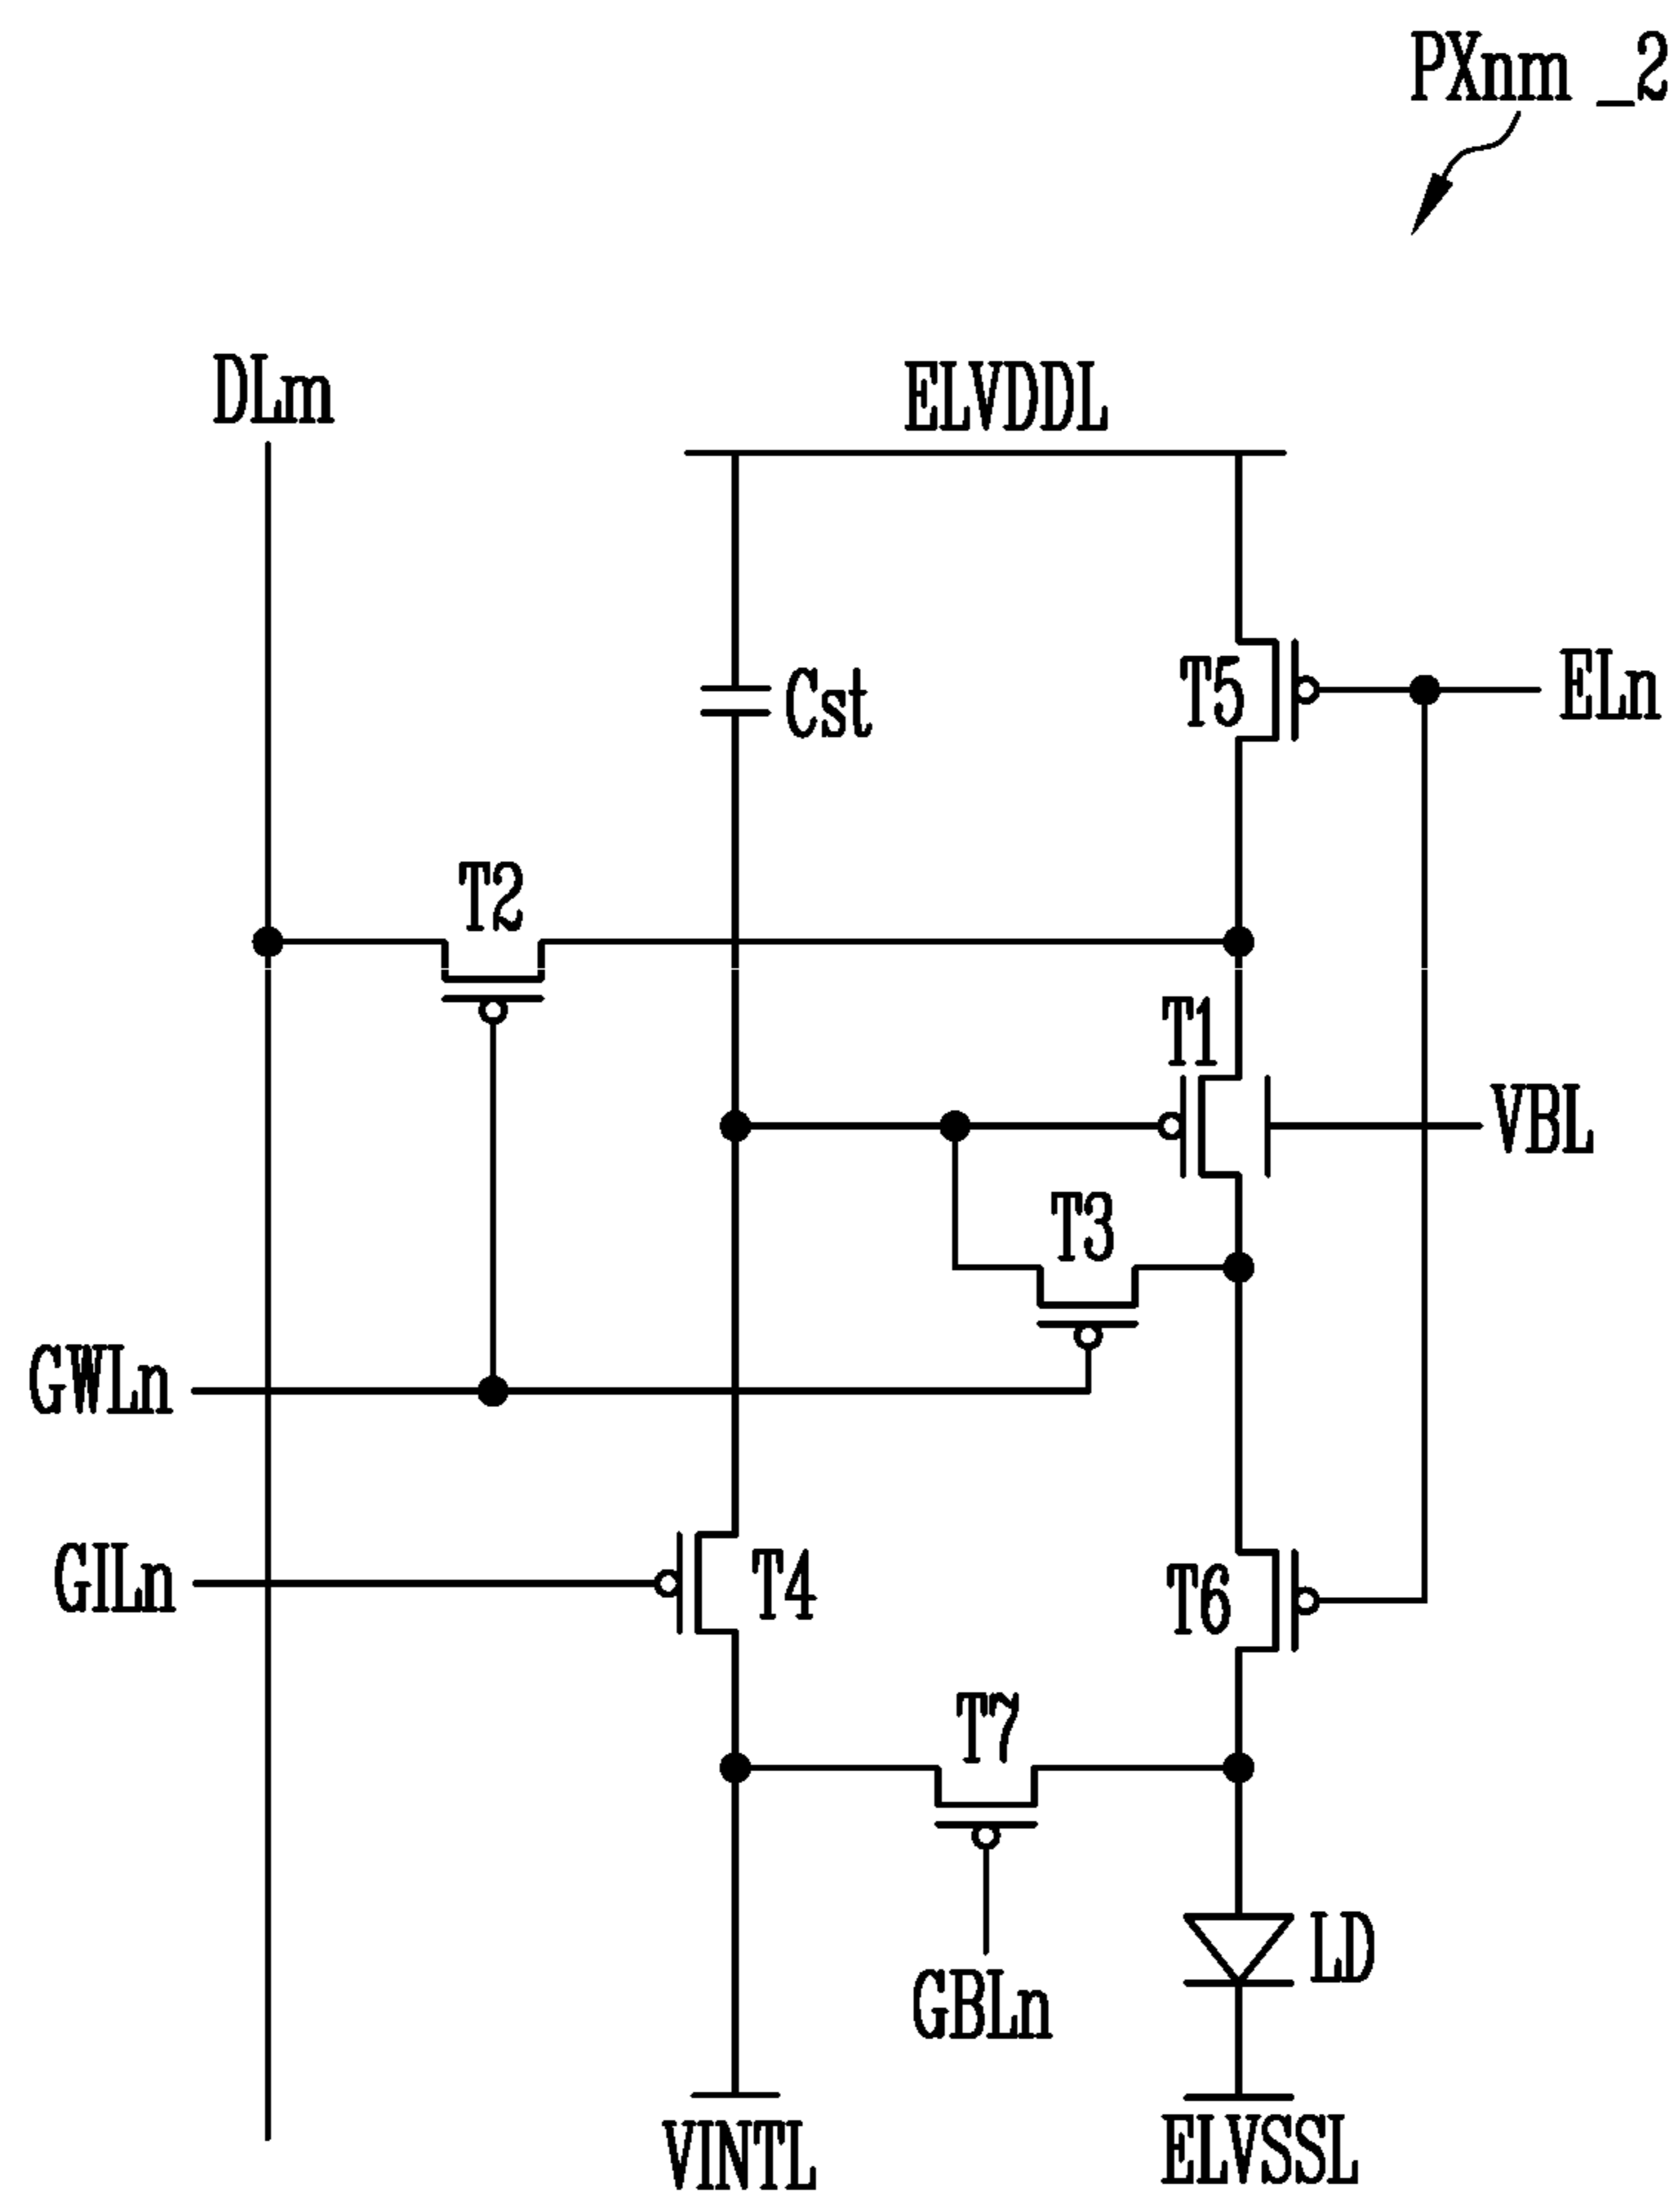 PXnm _2
DLm
ELVDDL
T5
ELn
Cst
T2
T1
VBL
T3
GWLn
GILn
T4
T6
T7
LD
GBLn
VINTL
ELVSSL